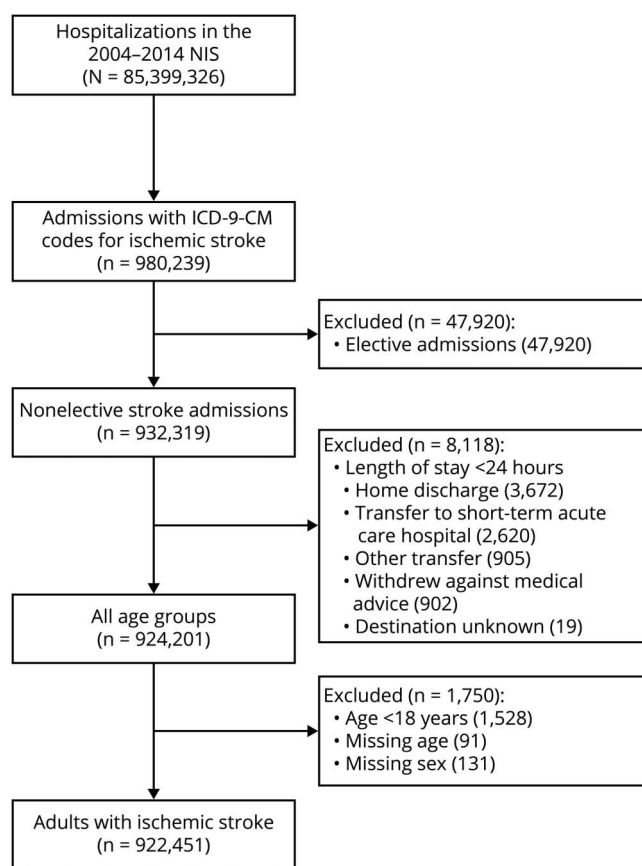 Hospitalizations in the
2004–2014 NIS
(N = 85,399,326)
Admissions with ICD-9-CM
codes for ischemic stroke
(n = 980,239)
Excluded (n = 47,920):
• Elective admissions (47,920)
Nonelective stroke admissions
(n = 932,319)
Excluded (n = 8,118):
• Length of stay <24 hours
• Home discharge (3,672)
• Transfer to short-term acute
care hospital (2,620)
• Other transfer (905)
• Withdrew against medical
advice (902)
• Destination unknown (19)
All age groups
(n = 924,201)
Excluded (n = 1,750):
• Age <18 years (1,528)
• Missing age (91)
• Missing sex (131)
Adults with ischemic stroke
(n = 922,451)